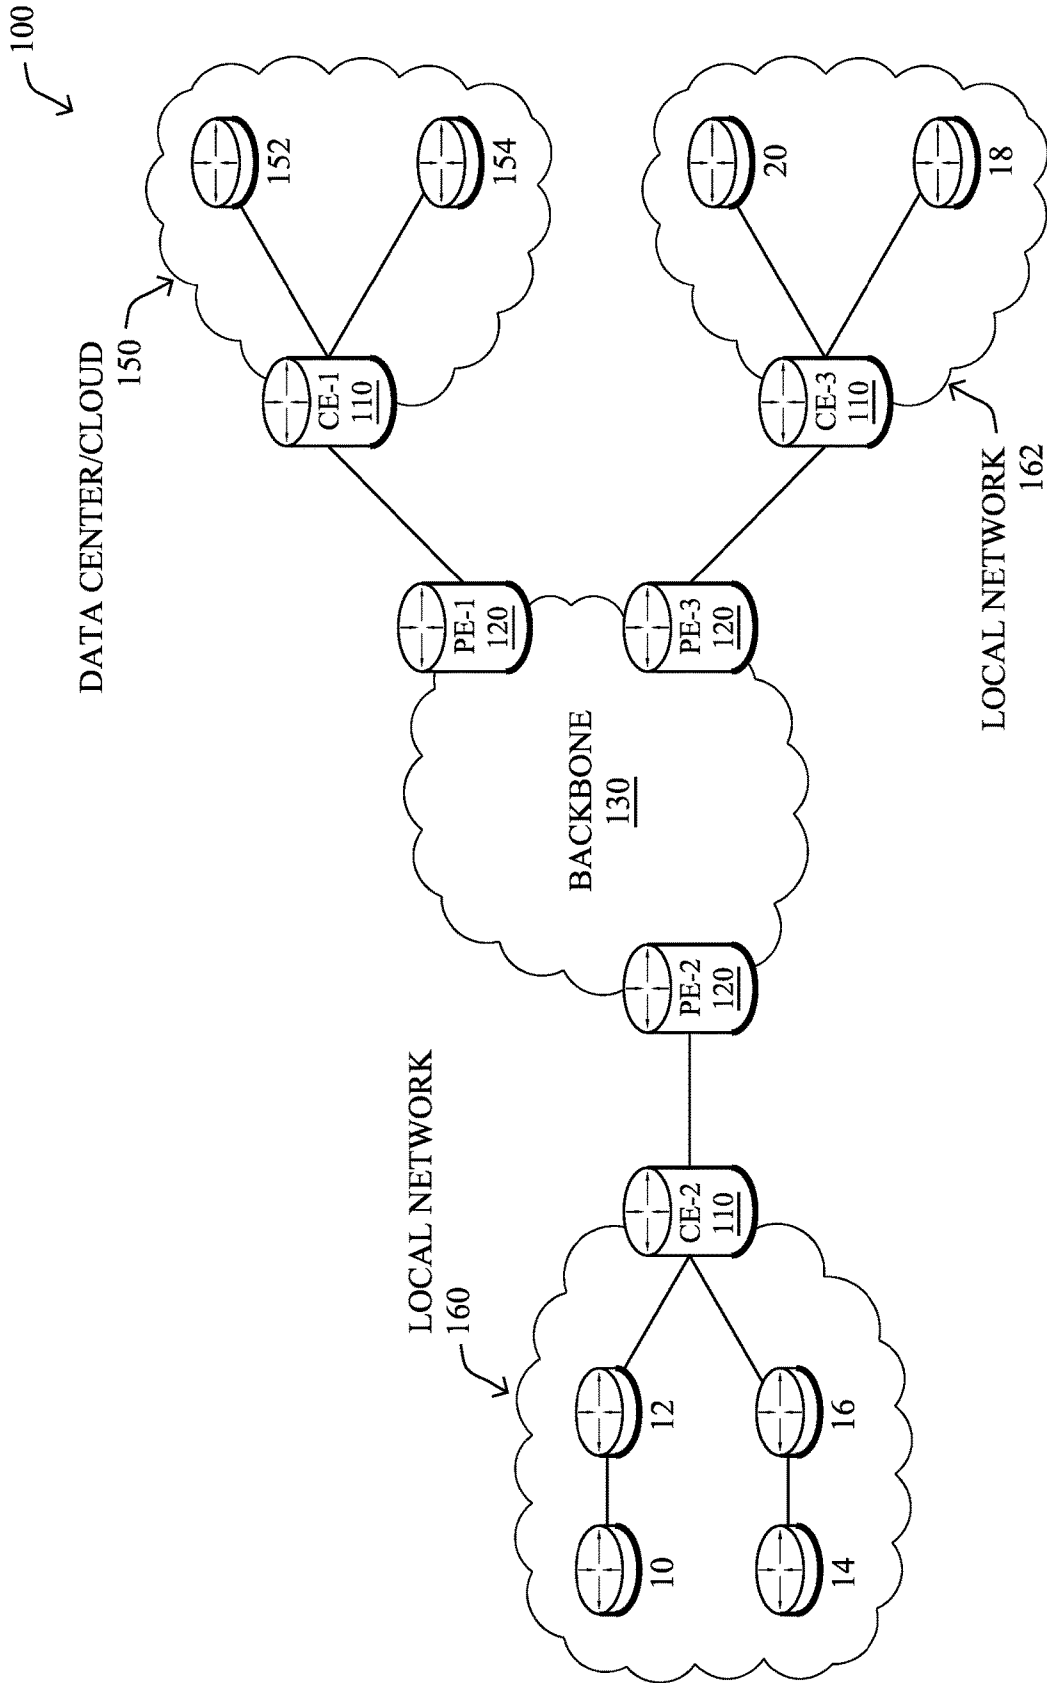 100
DATA CENTER/CLOUD
150
152
154
CE-1
110
PE-1
120
LOCAL NETWORK
160
BACKBONE
130
10
12
14
16
CE-2
110
PE-2
120
PE-3
120
CE-3
110
20
18
LOCAL NETWORK
162